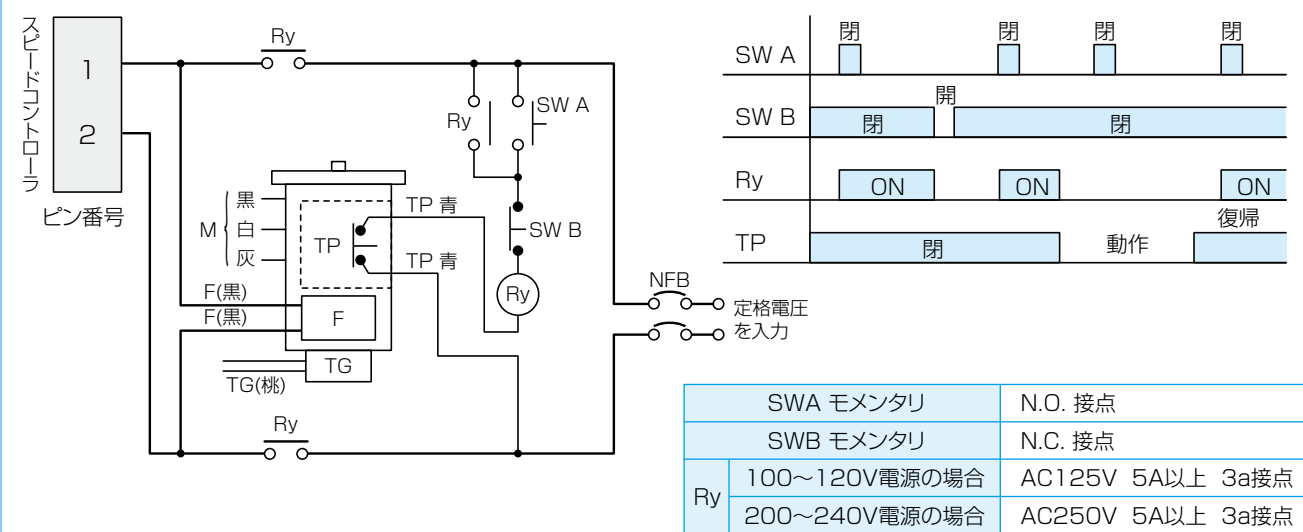 スピードコントローラ
1
2
ピン番号
Ry
Ry
SW A
SW B
Ry
M
黒
白
灰
TP
TP 青
TP 青
F(黒)
F(黒)
F
TG
TG(桃)
Ry
NFB
定格電圧
を入力
SW A
閉
閉
閉
閉
SW B
閉
開
閉
Ry
ON
ON
ON
TP
閉
動作
復帰
SWA モメンタリ N.O. 接点
SWB モメンタリ N.C. 接点
Ry
100〜120V電源の場合 AC125V 5A以上 3a接点
200〜240V電源の場合 AC250V 5A以上 3a接点